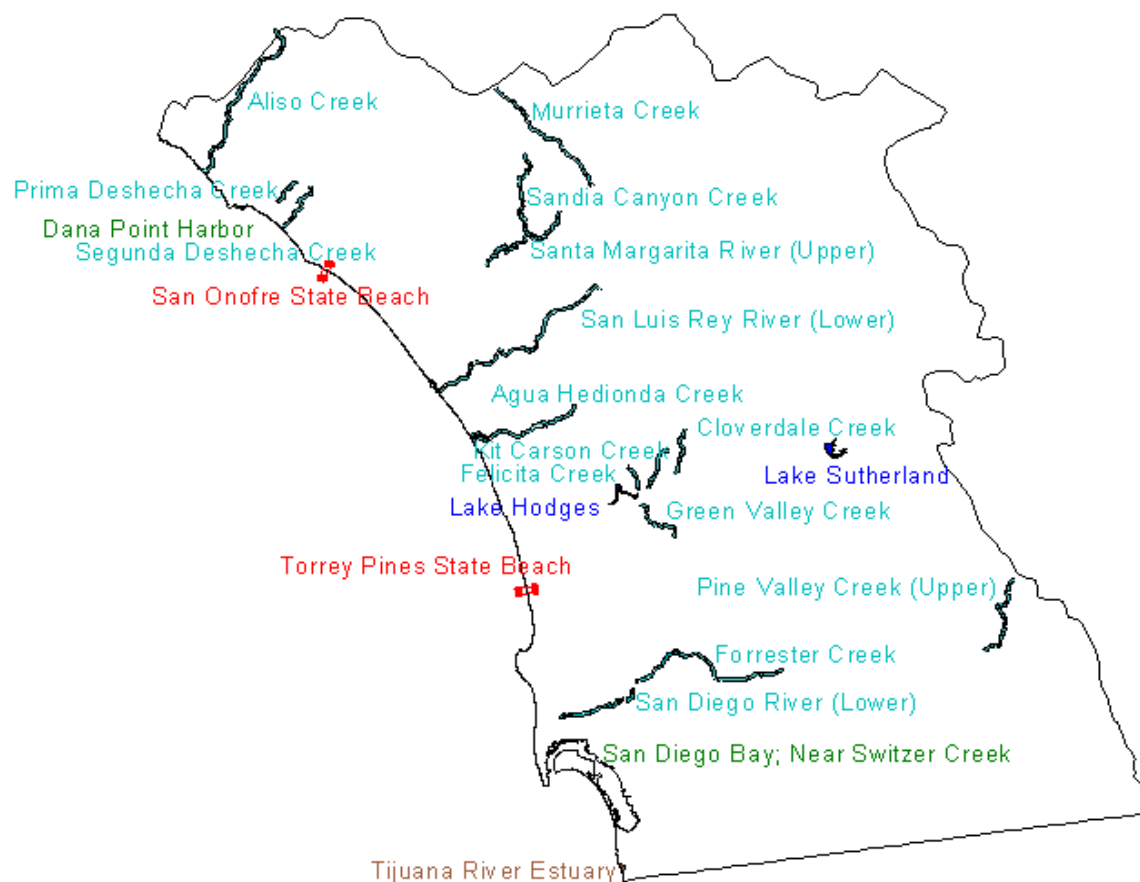 Aliso Creek
Murrieta Creek
Prima Deshecha Creek
Sandia Canyon Creek
Dana Point Harbor
Segunda Deshecha Creek
Santa Margarita River (Upper)
San Onofre State Beach
San Luis Rey River (Lower)
Agua Hedionda Creek
Cloverdale Creek
Kit Carson Creek
Felicita Creek
Lake Sutherland
Lake Hodges
Green Valley Creek
Torrey Pines State Beach
Pine Valley Creek (Upper)
Forrester Creek
San Diego River (Lower)
San Diego Bay; Near Switzer Creek
Tijuana River Estuary